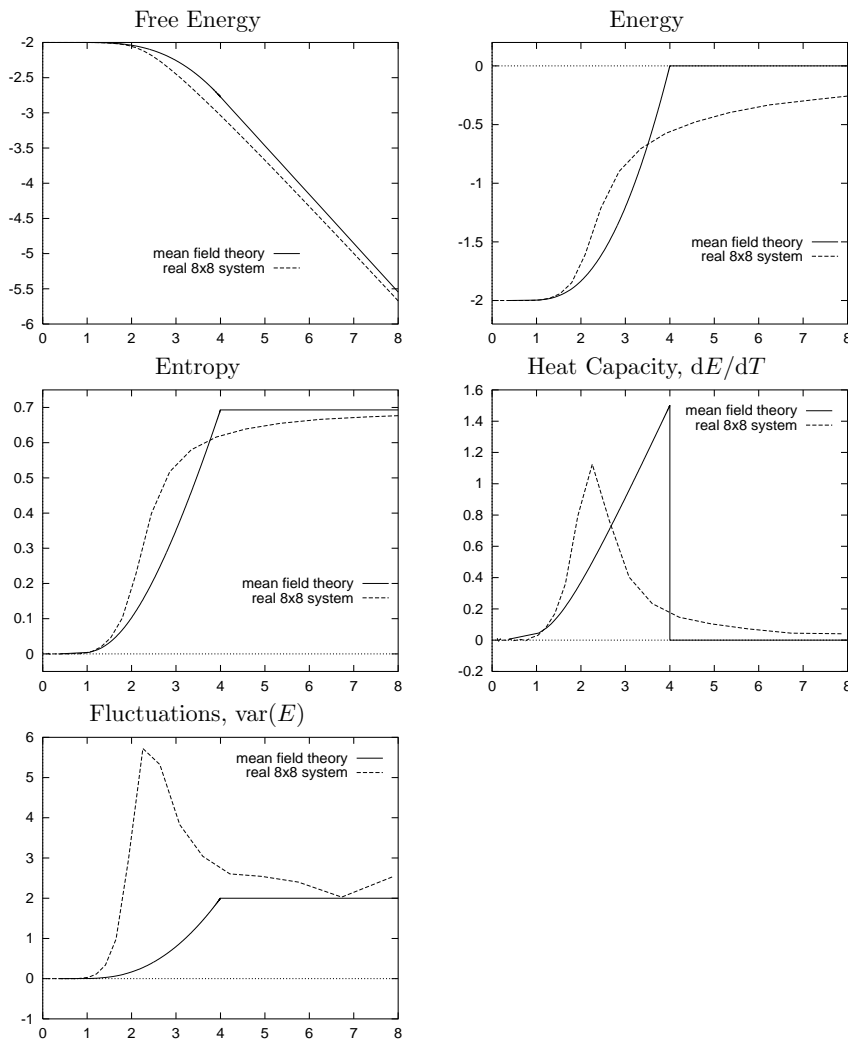 Free Energy
-2
-2.5
-3
-3.5
-4
-4.5
-5
-5.5
-6
mean field theory
real 8x8 system
0 1 2 3 4 5 6 7 8
Energy
0
-0.5
-1
-1.5
-2
mean field theory
real 8x8 system
0 1 2 3 4 5 6 7 8
Entropy
0.7
0.6
0.5
0.4
0.3
0.2
0.1
0
mean field theory
real 8x8 system
0 1 2 3 4 5 6 7 8
Heat Capacity, dE/dT
1.6
1.4
1.2
1
0.8
0.6
0.4
0.2
0
-0.2
mean field theory
real 8x8 system
0 1 2 3 4 5 6 7 8
Fluctuations, var(E)
6
5
4
3
2
1
0
-1
mean field theory
real 8x8 system
0 1 2 3 4 5 6 7 8